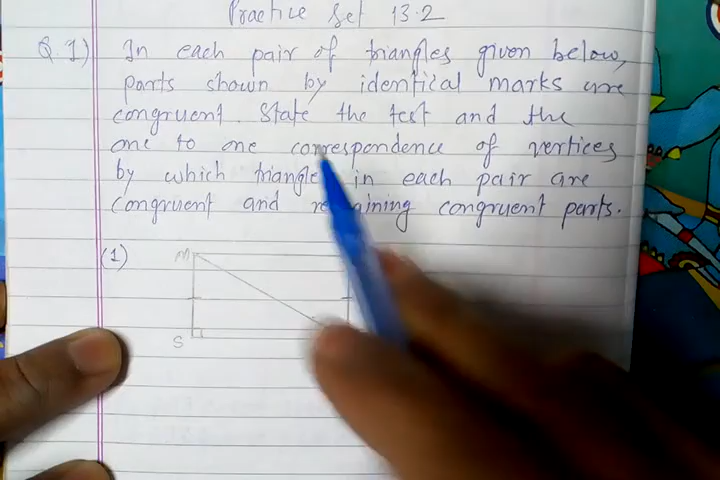 Practice Set 13.2
Q.1) In each pair of triangles given below,
parts shown by identical marks are
congruent. State the test and the
one to one correspondence of vertices
by which triangle in each pair are
congruent and remaining congruent parts.
(1) M
S